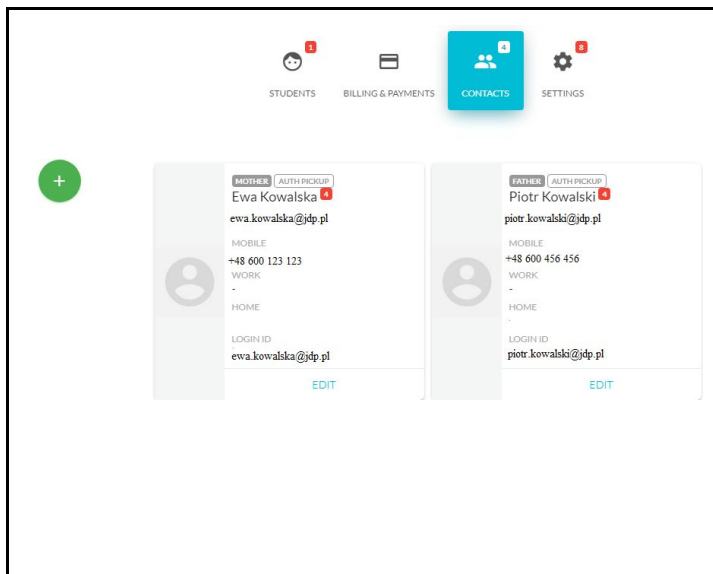 1
4
8
STUDENTS
BILLING & PAYMENTS
CONTACTS
SETTINGS
+
MOTHER AUTH PICKUP
Ewa Kowalska 4
ewa.kowalska@jdp.pl
MOBILE
+48 600 123 123
WORK
-
HOME
LOGIN ID
ewa.kowalska@jdp.pl
EDIT
FATHER AUTH PICKUP
Piotr Kowalski 4
piotr.kowalski@jdp.pl
MOBILE
+48 600 456 456
WORK
-
HOME
LOGIN ID
piotr.kowalski@jdp.pl
EDIT